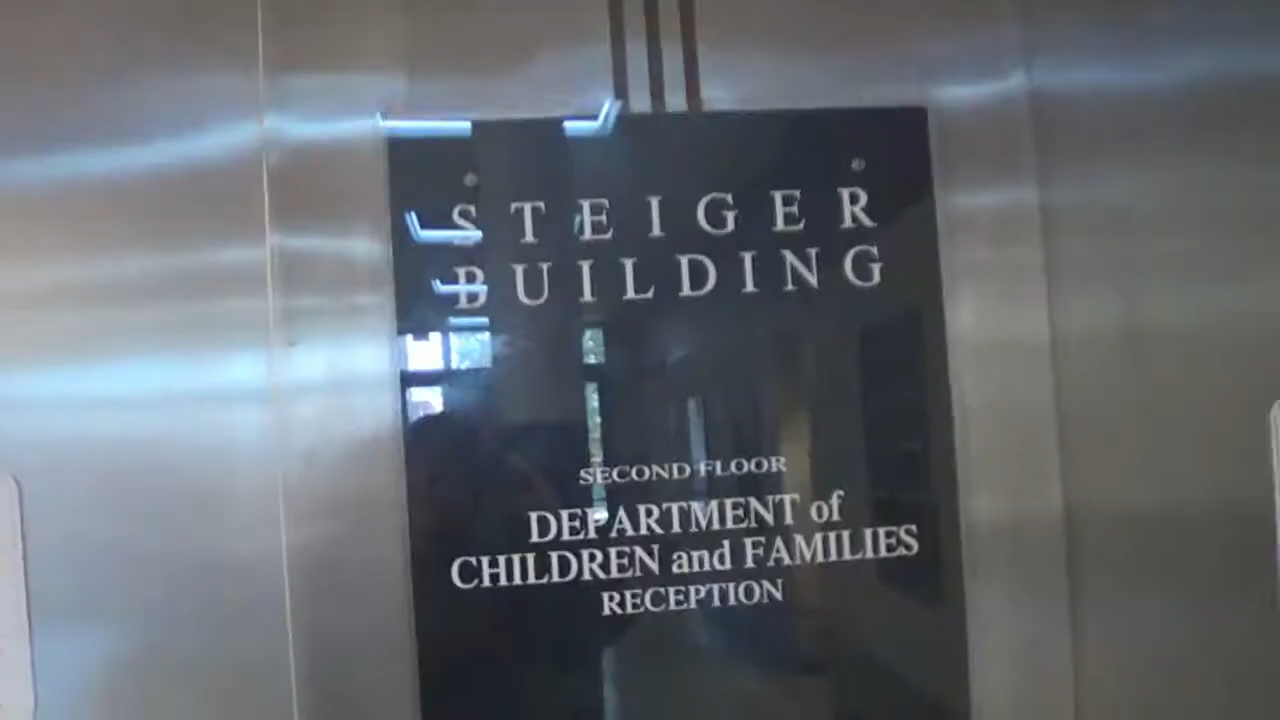 STEIGER
BUILDING
SECOND FLOOR
DEPARTMENT of
CHILDREN and FAMILIES
RECEPTION